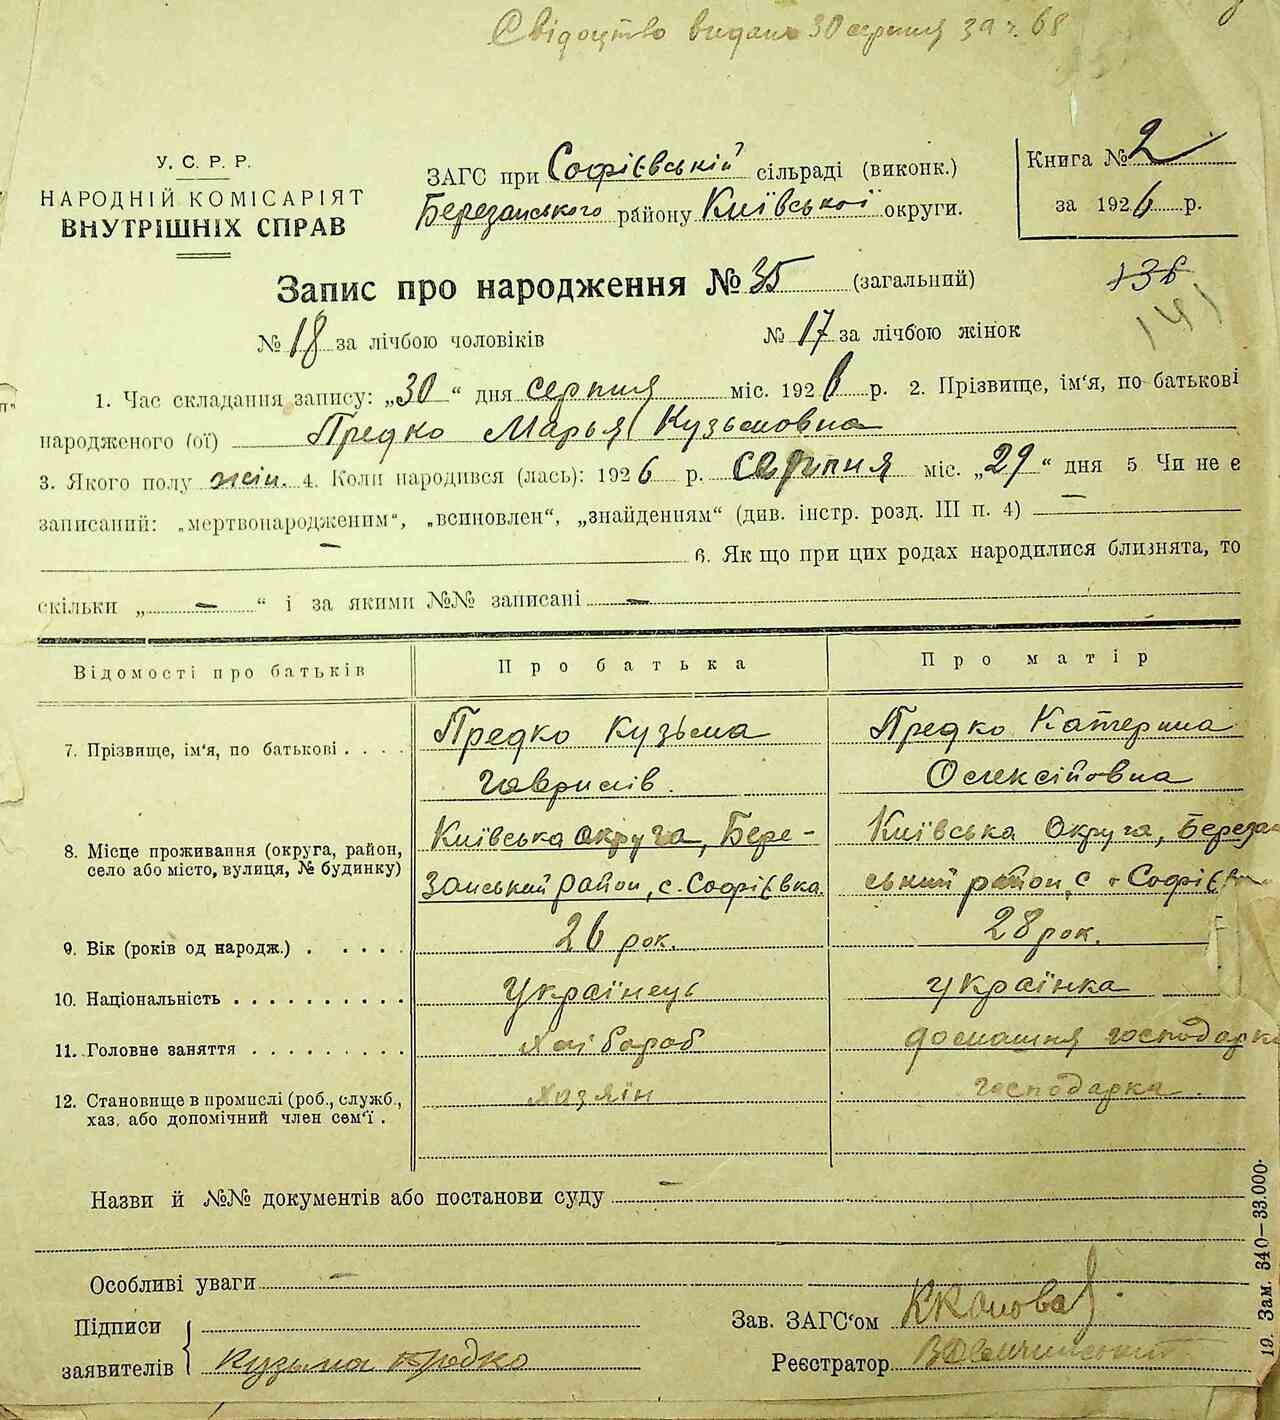 Свідоцтво видано 30 серпня за ч. 68
У. С. Р. Р.
НАРОДНІЙ КОМІСАРІЯТ
ВНУТРІШНІХ СПРАВ
ЗАГС при Софієвській сільраді (виконк.)
Березанського району Київської округи.
Книга № 2
за 1926 р.
Запис про народження № 35 (загальний)
136
141
№ 18 за лічбою чоловіків № 17 за лічбою жінок
1. Час складання запису: „30“ дня серпня міс. 1926 р. 2. Прізвище, ім‘я, по батькові
народженого (ої) Предко Марья Кузьмовна
3. Якого полу жін. 4. Коли народився (лась): 1926 р. серпня міс. „29“ дня 5 Чи не є
записаний: „мертвонародженим“, „всиновлен“, „знайденням“ (див. інстр. розд. III п. 4) —
— 6. Як що при цих родах народилися близнята, то
скільки „ — “ і за якими №№ записані —
Відомості про батьків Про батька Про матір
7. Прізвище, ім‘я, по батькові . . . . Предко Кузьма Предко Катерина
Гаврилів. Олексійовна
8. Місце проживання (округа, район, село або місто, вулиця, № будинку) Київська округа, Бере- Київська Округа, Береза
занський район, с. Софієвка. ський район, с. Софієв
9. Вік (років од народж.) . . . . . 26 рок. 28 рок.
10. Національність . . . . . . . . . . Українець українка
11. Головне заняття . . . . . . . . . Хлібороб домашня господарка
12. Становище в промислі (роб., служб., хаз. або допомічний член сем‘ї . Хазяїн господарка
Назви й №№ документів або постанови суду —
Особливі уваги —
Підписи
заявителів Кузьма Предко
Зав. ЗАГС‘ом
Реєстратор
19. Зам. 340—33.000.